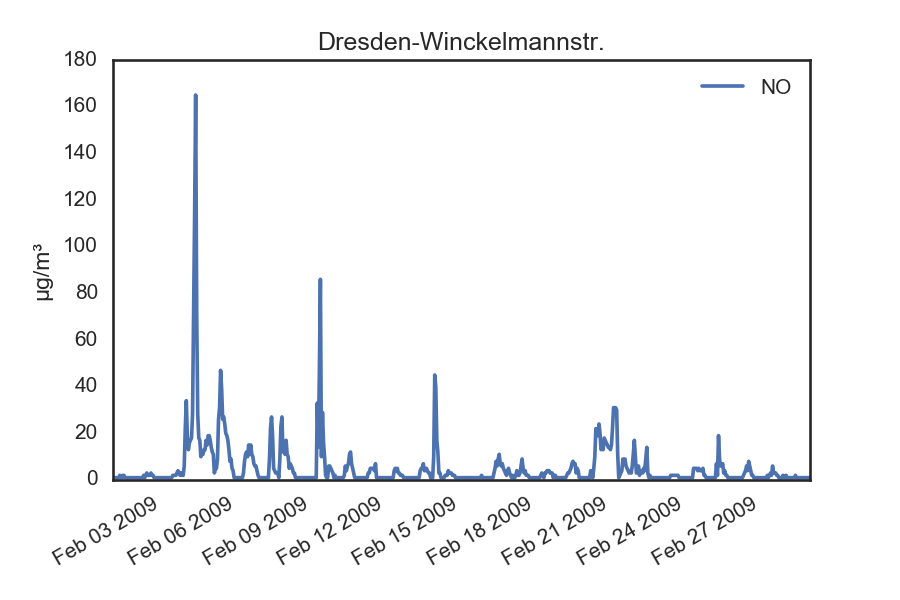 Dresden-Winckelmannstr.
NO
µg/m³
180
160
140
120
100
80
60
40
20
0
Feb 03 2009
Feb 06 2009
Feb 09 2009
Feb 12 2009
Feb 15 2009
Feb 18 2009
Feb 21 2009
Feb 24 2009
Feb 27 2009